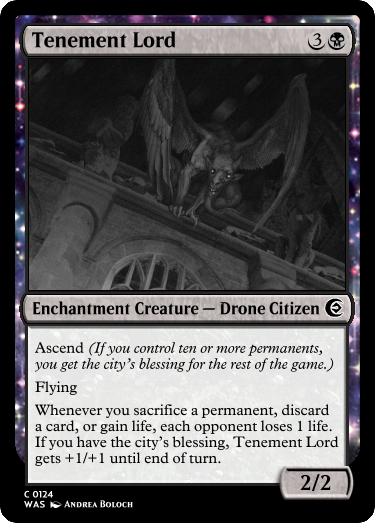 Tenement Lord 3
Enchantment Creature — Drone Citizen
Ascend (If you control ten or more permanents,
you get the city's blessing for the rest of the game.)
Flying
Whenever you sacrifice a permanent, discard
a card, or gain life, each opponent loses 1 life.
If you have the city's blessing, Tenement Lord
gets +1/+1 until end of turn.
2/2
C 0124
WAS Andrea Boloch